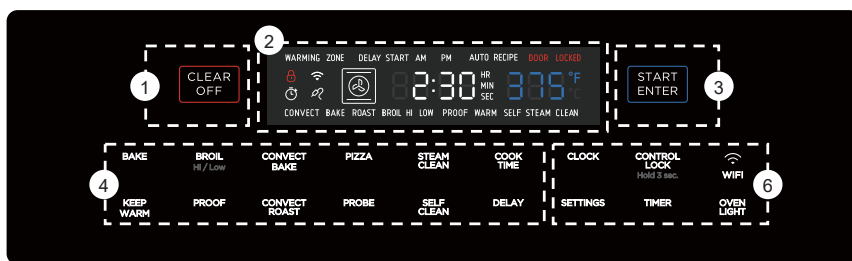 1
CLEAR
OFF
2
WARMING ZONE DELAY START AM PM AUTO RECIPE DOOR LOCKED
2:30 HR
MIN
SEC
375 °F
°C
CONVECT BAKE ROAST BROIL HI LOW PROOF WARM SELF STEAM CLEAN
START
ENTER
3
4
BAKE
BROIL
Hi / Low
CONVECT
BAKE
PIZZA
STEAM
CLEAN
COOK
TIME
KEEP
WARM
PROOF
CONVECT
ROAST
PROBE
SELF
CLEAN
DELAY
CLOCK
CONTROL
LOCK
Hold 3 sec.
WIFI
SETTINGS
TIMER
OVEN
LIGHT
6